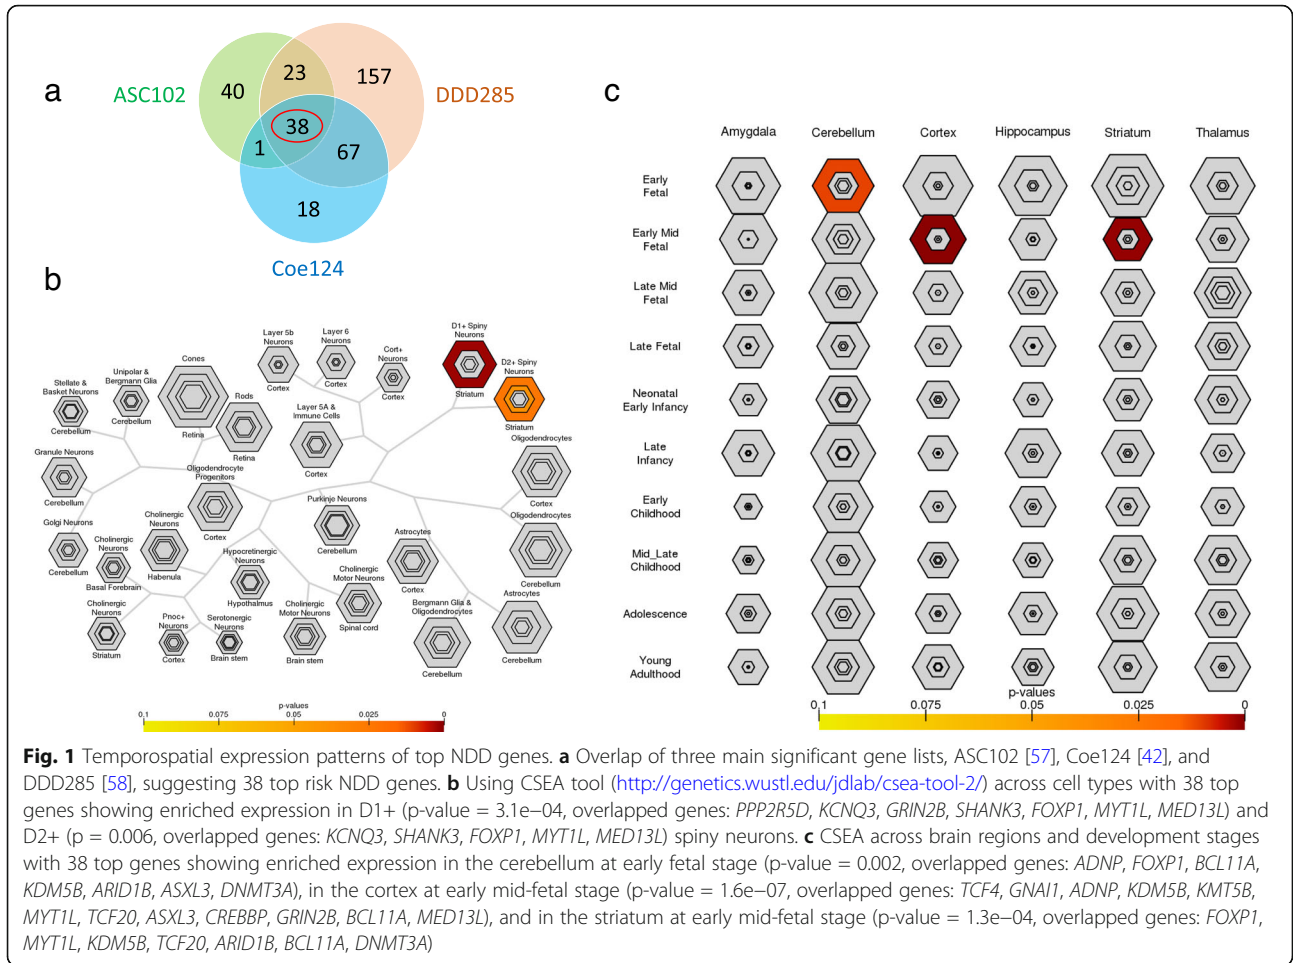 a
ASC102
40
23
157
DDD285
38
1
67
18
Coe124
b
D1+ Spiny
Neurons
Striatum
D2+ Spiny
Neurons
Striatum
Layer 5b
Neurons
Cortex
Layer 6
Neurons
Cortex
Cort+
Neurons
Cortex
Cones
Retina
Rods
Retina
Unipolar &
Bergmann Glia
Cerebellum
Stellate &
Basket Neurons
Cerebellum
Layer 5A &
Immune Cells
Cortex
Granule Neurons
Cerebellum
Oligodendrocyte
Progenitors
Cortex
Oligodendrocytes
Cortex
Purkinje Neurons
Cerebellum
Golgi Neurons
Cerebellum
Cholinergic
Neurons
Habenula
Cholinergic
Neurons
Basal Forebrain
Astrocytes
Cortex
Oligodendrocytes
Cerebellum
Hypocretinergic
Neurons
Hypothalmus
Cholinergic
Motor Neurons
Spinal cord
Cholinergic
Neurons
Striatum
Pnoc+
Neurons
Cortex
Serotonergic
Neurons
Brain stem
Cholinergic
Motor Neurons
Brain stem
Bergmann Glia &
Oligodendrocytes
Cerebellum
Astrocytes
Cerebellum
p-values
0.1 0.075 0.05 0.025 0
c
Amygdala Cerebellum Cortex Hippocampus Striatum Thalamus
Early
Fetal
Early Mid
Fetal
Late Mid
Fetal
Late Fetal
Neonatal
Early Infancy
Late
Infancy
Early
Childhood
Mid_Late
Childhood
Adolescence
Young
Adulthood
p-values
0.1 0.075 0.05 0.025 0
Fig. 1 Temporospatial expression patterns of top NDD genes. a Overlap of three main significant gene lists, ASC102 [57], Coe124 [42], and
DDD285 [58], suggesting 38 top risk NDD genes. b Using CSEA tool (http://genetics.wustl.edu/jdlab/csea-tool-2/) across cell types with 38 top
genes showing enriched expression in D1+ (p-value = 3.1e−04, overlapped genes: PPP2R5D, KCNQ3, GRIN2B, SHANK3, FOXP1, MYT1L, MED13L) and
D2+ (p = 0.006, overlapped genes: KCNQ3, SHANK3, FOXP1, MYT1L, MED13L) spiny neurons. c CSEA across brain regions and development stages
with 38 top genes showing enriched expression in the cerebellum at early fetal stage (p-value = 0.002, overlapped genes: ADNP, FOXP1, BCL11A,
KDM5B, ARID1B, ASXL3, DNMT3A), in the cortex at early mid-fetal stage (p-value = 1.6e−07, overlapped genes: TCF4, GNAI1, ADNP, KDM5B, KMT5B,
MYT1L, TCF20, ASXL3, CREBBP, GRIN2B, BCL11A, MED13L), and in the striatum at early mid-fetal stage (p-value = 1.3e−04, overlapped genes: FOXP1,
MYT1L, KDM5B, TCF20, ARID1B, BCL11A, DNMT3A)